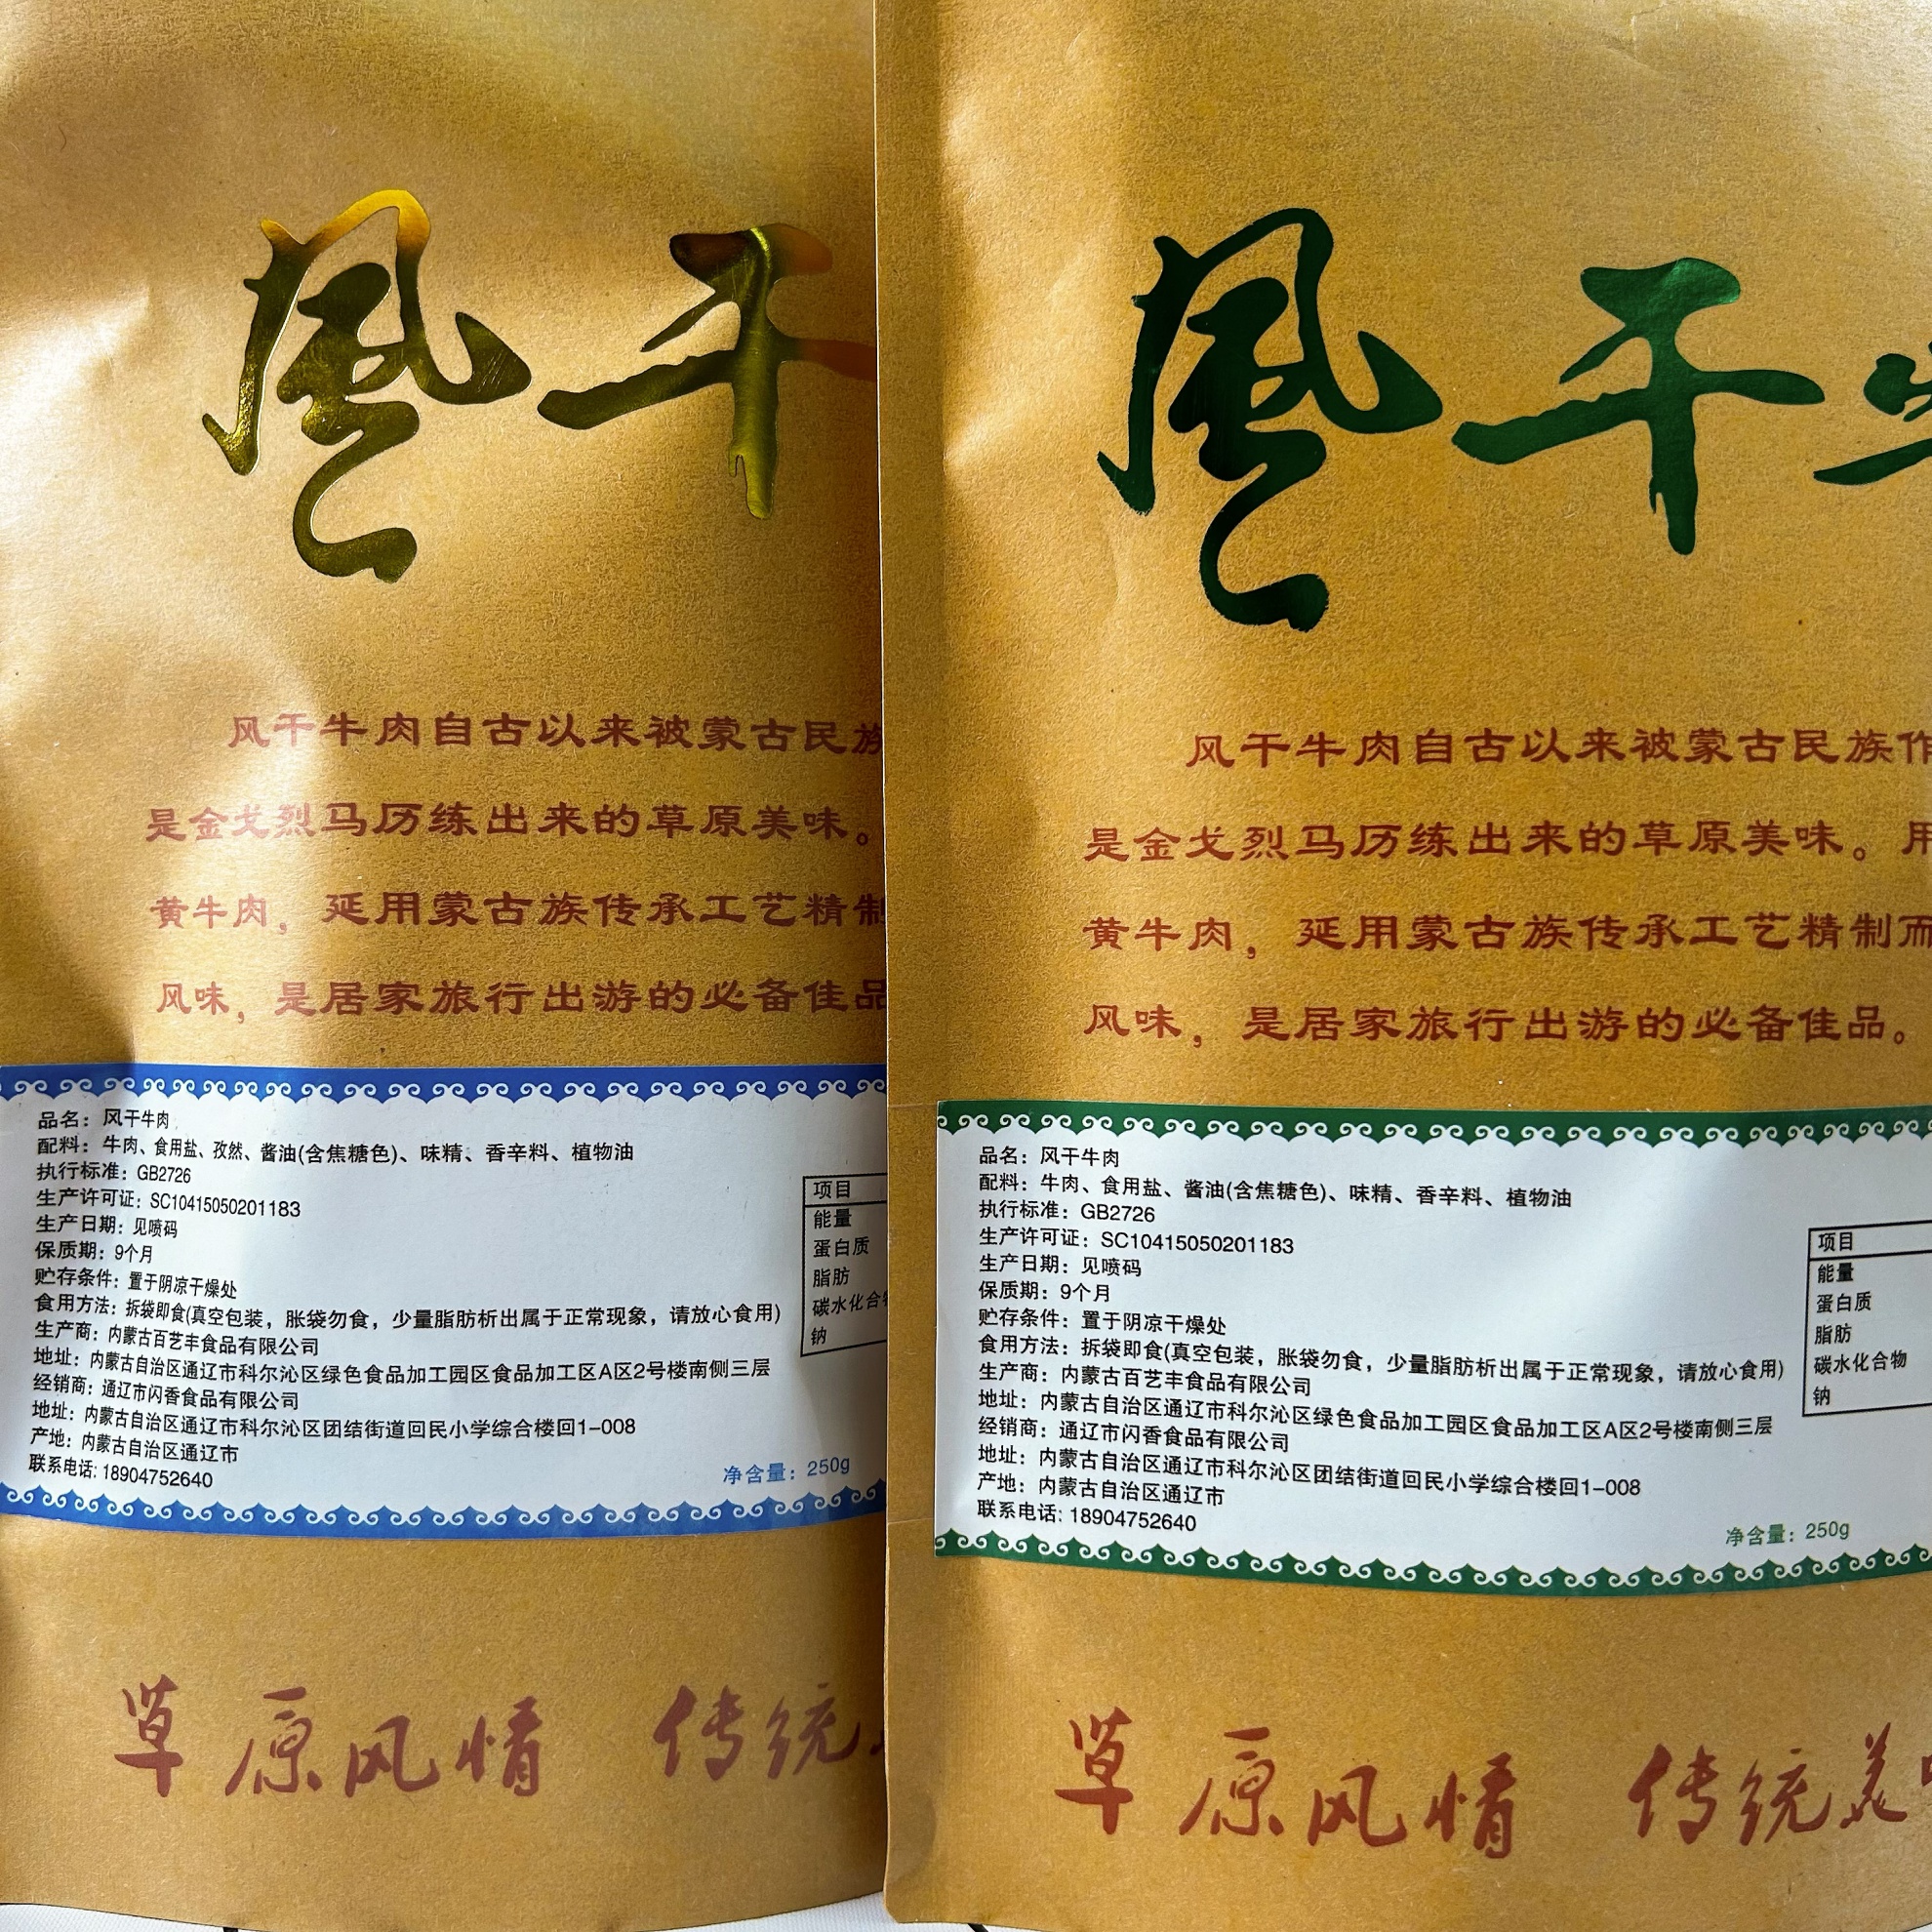 風干
风干牛肉自古以来被蒙古民族
是金戈烈马历练出来的草原美味。
黄牛肉，延用蒙古族传承工艺精制
风味，是居家旅行出游的必备佳品
品名：风干牛肉
配料：牛肉、食用盐、孜然、酱油(含焦糖色)、味精、香辛料、植物油
执行标准：GB2726
生产许可证：SC10415050201183
生产日期：见喷码
保质期：9个月
贮存条件：置于阴凉干燥处
食用方法：拆袋即食(真空包装，胀袋勿食，少量脂肪析出属于正常现象，请放心食用)
生产商：内蒙古百艺丰食品有限公司
地址：内蒙古自治区通辽市科尔沁区绿色食品加工园区食品加工区A区2号楼南侧三层
经销商：通辽市闪香食品有限公司
地址：内蒙古自治区通辽市科尔沁区团结街道回民小学综合楼回1-008
产地：内蒙古自治区通辽市
联系电话: 18904752640
净含量：250g
项目
能量
蛋白质
脂肪
碳水化合物
钠
草原风情 传统
風干
风干牛肉自古以来被蒙古民族作
是金戈烈马历练出来的草原美味。用
黄牛肉，延用蒙古族传承工艺精制而
风味，是居家旅行出游的必备佳品。
品名：风干牛肉
配料：牛肉、食用盐、酱油(含焦糖色)、味精、香辛料、植物油
执行标准：GB2726
生产许可证：SC10415050201183
生产日期：见喷码
保质期：9个月
贮存条件：置于阴凉干燥处
食用方法：拆袋即食(真空包装，胀袋勿食，少量脂肪析出属于正常现象，请放心食用)
生产商：内蒙古百艺丰食品有限公司
地址：内蒙古自治区通辽市科尔沁区绿色食品加工园区食品加工区A区2号楼南侧三层
经销商：通辽市闪香食品有限公司
地址：内蒙古自治区通辽市科尔沁区团结街道回民小学综合楼回1-008
产地：内蒙古自治区通辽市
联系电话: 18904752640
净含量：250g
项目
能量
蛋白质
脂肪
碳水化合物
钠
草原风情 传统美